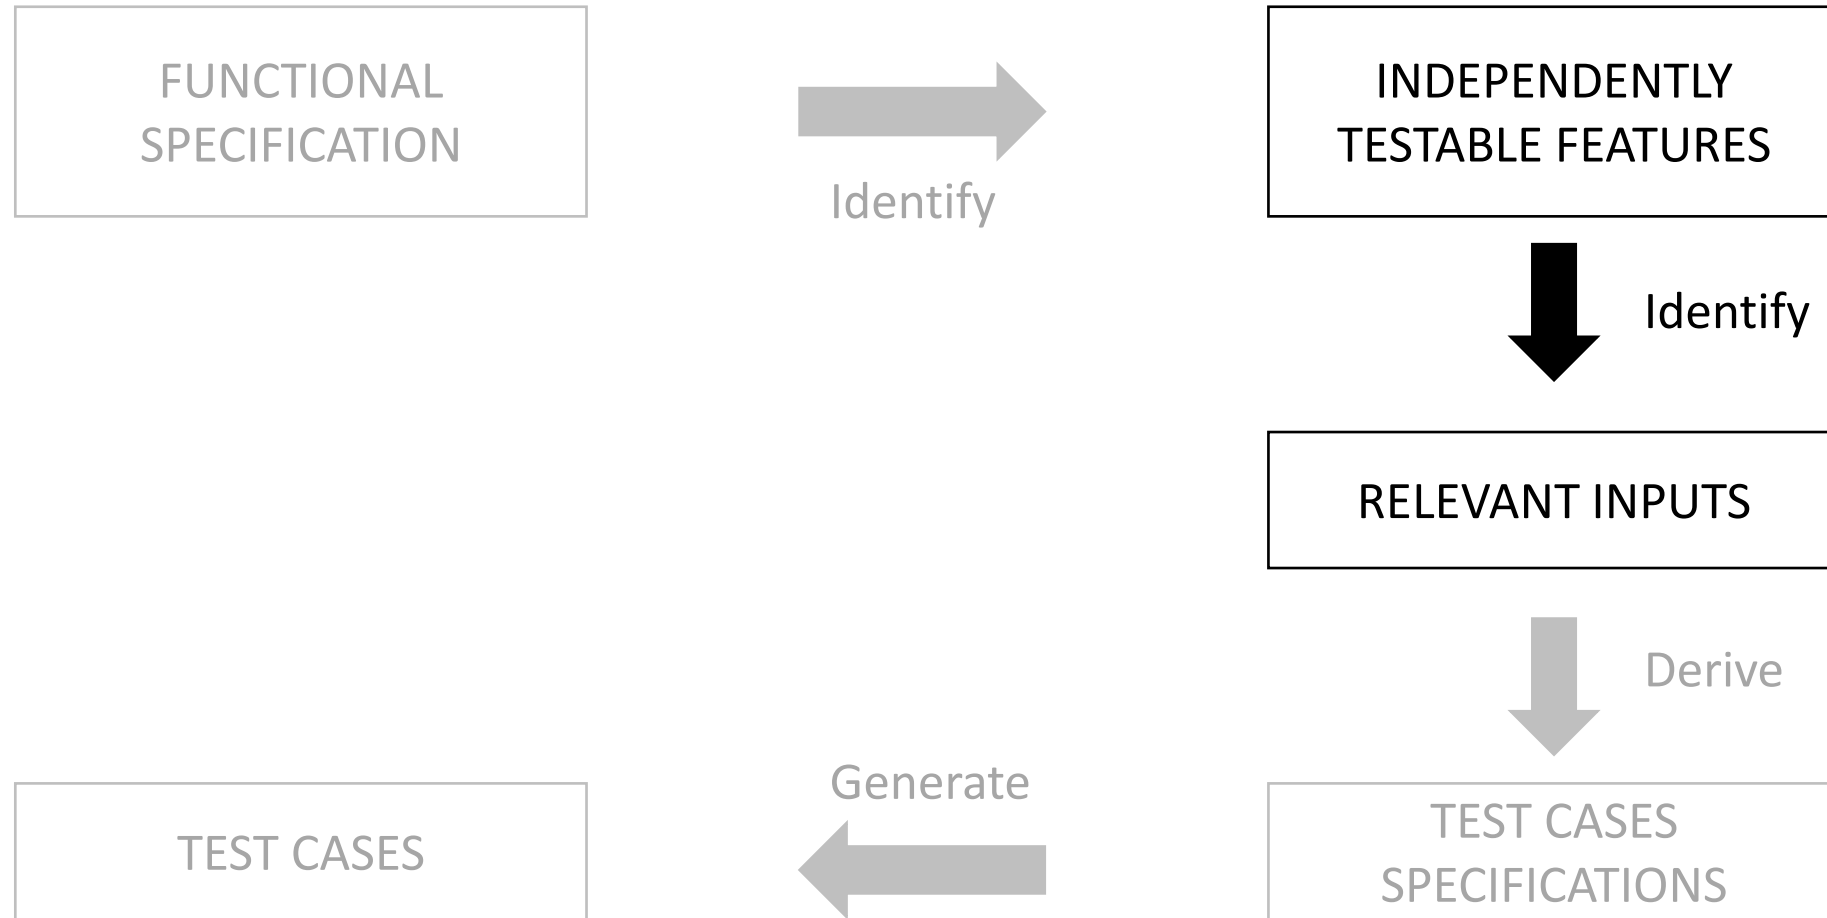 FUNCTIONAL
SPECIFICATION
Identify
INDEPENDENTLY
TESTABLE FEATURES
Identify
RELEVANT INPUTS
Derive
TEST CASES
SPECIFICATIONS
Generate
TEST CASES